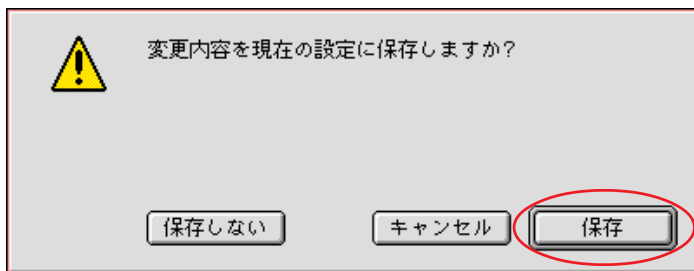 変更内容を現在の設定に保存しますか?
保存しない
キャンセル
保存